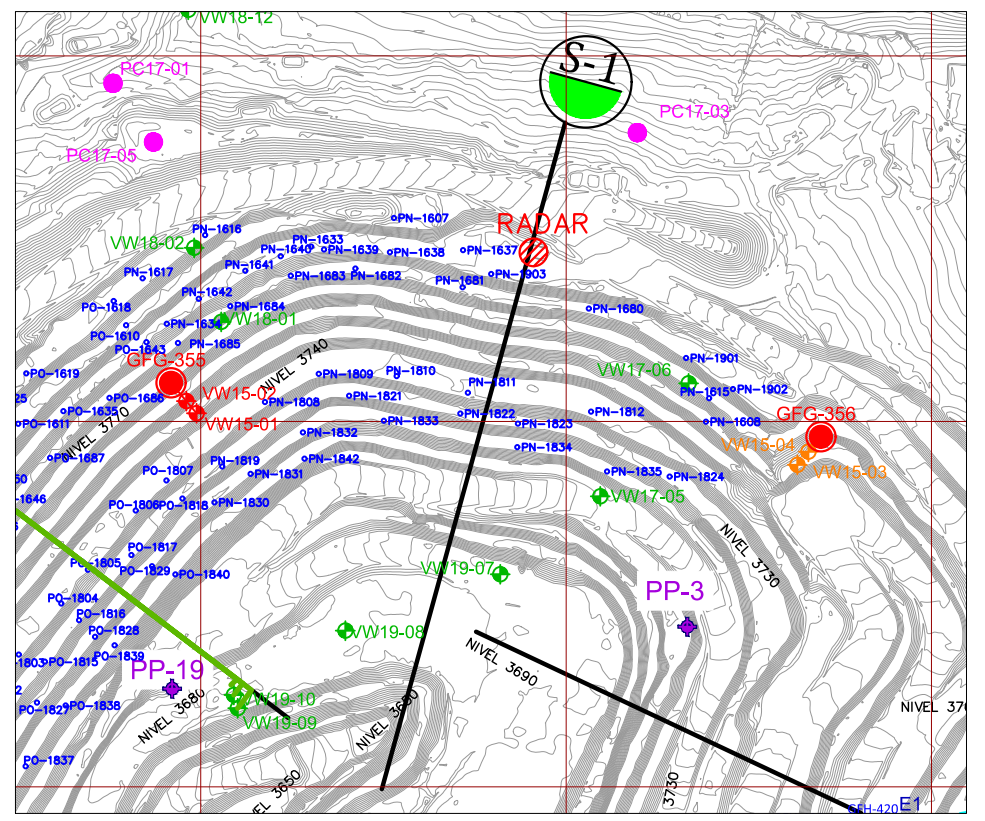 VW18-12
S-1
PC17-01
PC17-03
PC17-05
PN-1607
RADAR
PN-1616
PN-1633
VW18-02
PN-1640
PN-1639
PN-1638
PN-1637
PN-1641
PN-1617
PN-1683
PN-1682
PN-1903
PN-1681
PN-1642
PO-1618
PN-1684
PN-1680
VW18-01
PN-1634
PO-1610
PO-1643
PN-1685
NIVEL 3740
GFG-355
PN-1901
PO-1619
PN-1809
PN-1810
VW17-06
PN-1811
PN-1615
PN-1902
VW15-02
25
PO-1686
PN-1808
PN-1821
PO-1635
PN-1822
PN-1812
GFG-356
PO-1611
NIVEL 3770
VW15-01
PN-1833
PN-1823
PN-1608
PN-1832
VW15-04
PN-1834
PO-1687
PN-1842
PN-1819
PO-1807
PN-1831
PN-1835
PN-1824
VW15-03
50
-1646
PO-1806
PO-1818
PN-1830
VW17-05
PO-1817
NIVEL 3730
PO-1805
PO-1829
PO-1840
VW19-07
PP-3
PO-1804
PO-1816
PO-1828
VW19-08
PO-1839
NIVEL 3690
1803
PO-1815
PP-19
PO-1827
PO-1838
NIVEL 3680
VW19-10
VW19-09
NIVEL 3680
NIVEL 37
PO-1837
3730
VEL 3650
GFH-420
E1